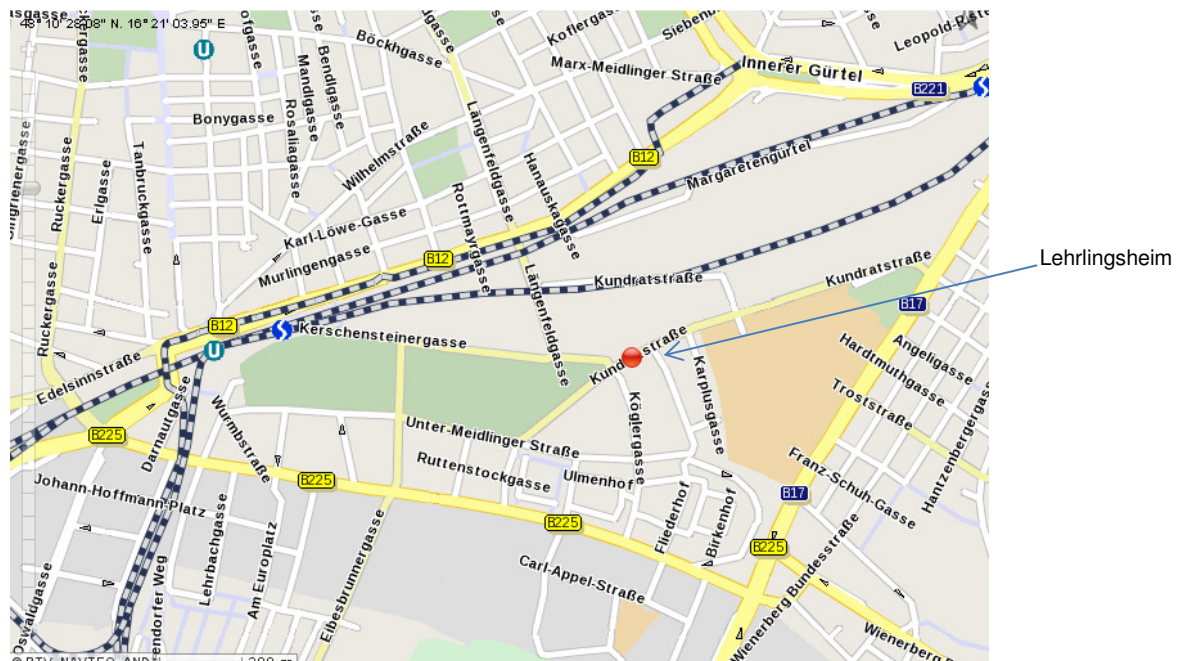 48° 10' 28.08" N. 16° 21' 03.95" E
Böckhgasse
Koflergasse
Marx-Meidlinger Straße
Innerer Gürtel
B221
Mandlgasse
Bendlgasse
Rosaliagasse
Bonygasse
Längenfeldgasse
Hanauskagasse
Wilhelmstraße
B12
Margaretengürtel
Ruckergasse
Erlgasse
Tanbruckgasse
Rottmayrgasse
Karl-Löwe-Gasse
Murlingengasse
B12
Längenfeldgasse
Kundratstraße
Kundratstraße
Lehrlingsheim
B17
Ruckergasse
B12
Kerschensteinergasse
Edelsinnstraße
Karplusgasse
Hardtmuthgasse
Angeligasse
Troststraße
Hantzenbergergasse
Köglergasse
Darnautgasse
Wurmbstraße
B225
Unter-Meidlinger Straße
Ruttenstockgasse
Ulmenhof
Franz-Schuh-Gasse
B225
B17
Johann-Hoffmann-Platz
Fliederhof
Birkenhof
B225
B225
Lehrbachgasse
Am Europlatz
Eibesbrunnergasse
Carl-Appel-Straße
Wienerberg Bundesstraße
Oswaldgasse